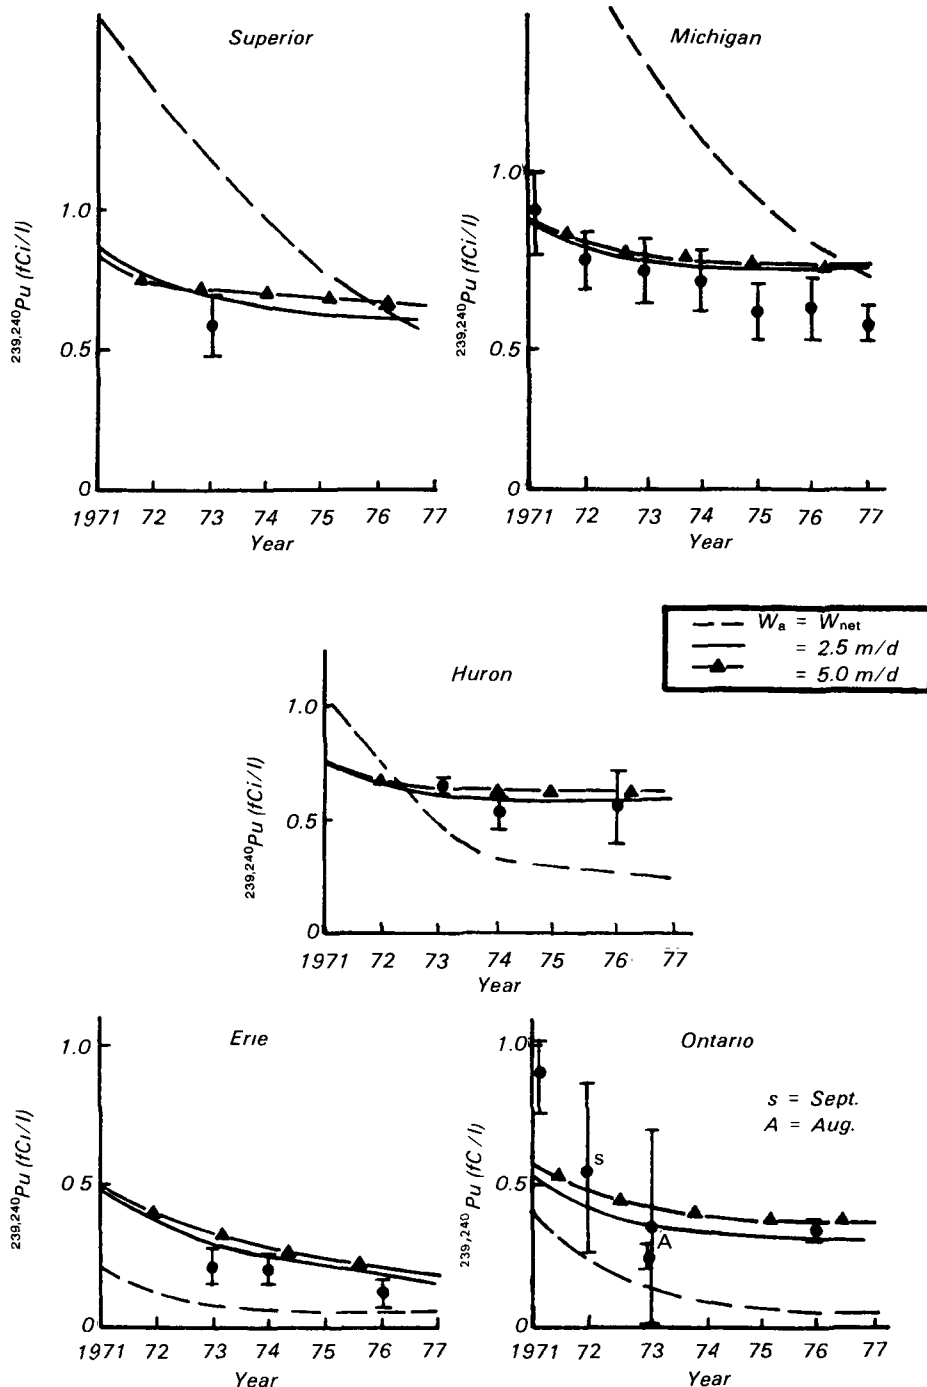 Superior
1.0
0.5
0
239,240Pu (fCi/l)
1971 72 73 74 75 76 77
Year
Michigan
1.0
0.5
0
239,240Pu (fCi/l)
1971 72 73 74 75 76 77
Year
Wa = Wnet
= 2.5 m/d
= 5.0 m/d
Huron
1.0
0.5
0
239,240Pu (fCi/l)
1971 72 73 74 75 76 77
Year
Erie
1.0
0.5
0
239,240Pu (fCi/l)
1971 72 73 74 75 76 77
Year
Ontario
s = Sept.
A = Aug.
1.0
0.5
0
239,240Pu (fC/l)
s
A
1971 72 73 74 75 76 77
Year